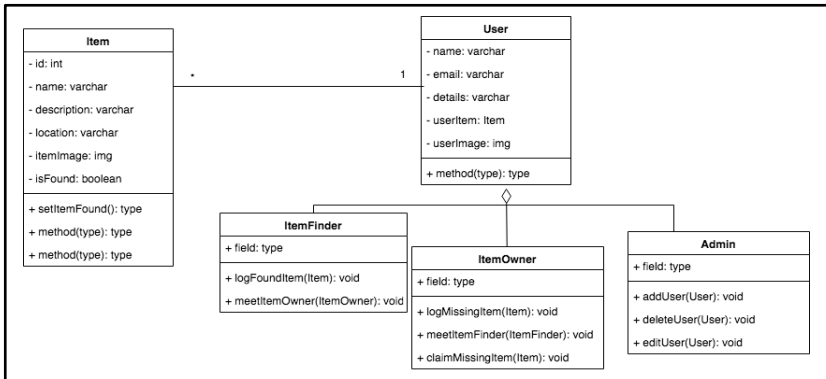 Item
- id: int
- name: varchar
- description: varchar
- location: varchar
- itemImage: img
- isFound: boolean
+ setItemFound(): type
+ method(type): type
+ method(type): type
*
1
User
- name: varchar
- email: varchar
- details: varchar
- userItem: Item
- userImage: img
+ method(type): type
ItemFinder
+ field: type
+ logFoundItem(Item): void
+ meetItemOwner(ItemOwner): void
ItemOwner
+ field: type
+ logMissingItem(Item): void
+ meetItemFinder(ItemFinder): void
+ claimMissingItem(Item): void
Admin
+ field: type
+ addUser(User): void
+ deleteUser(User): void
+ editUser(User): void